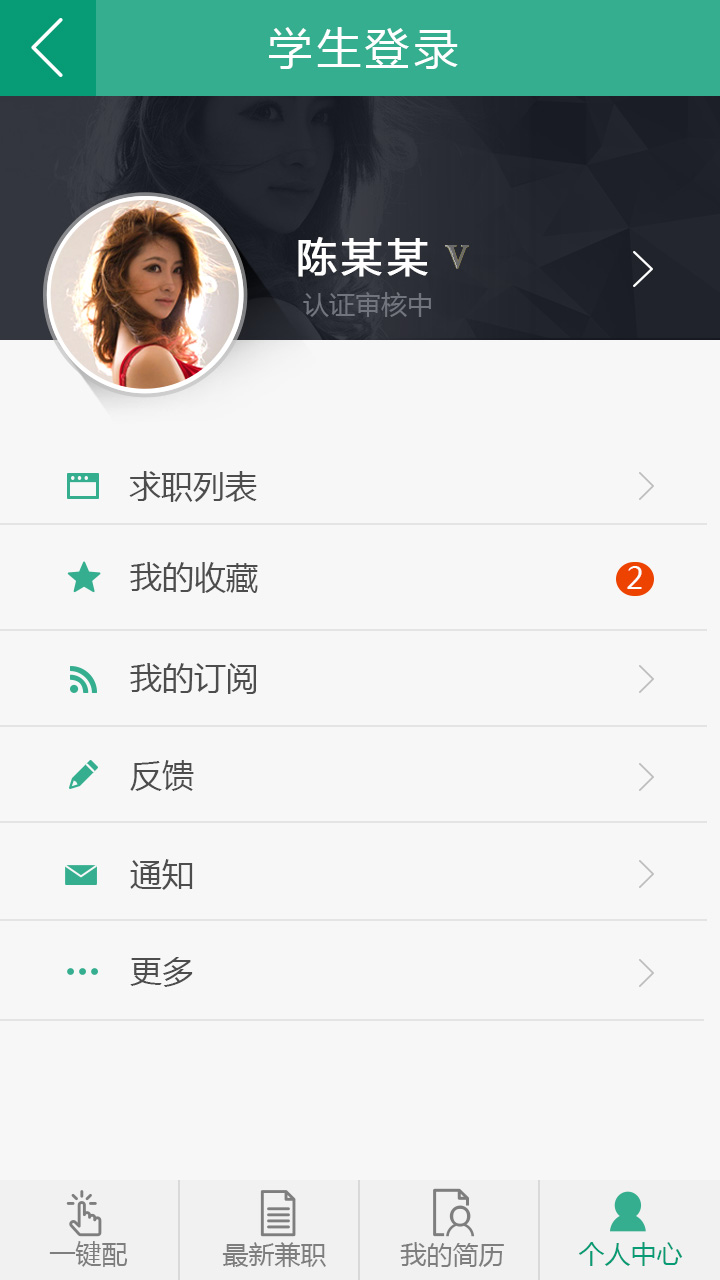 学生登录
陈某某 V
认证审核中
求职列表
我的收藏 2
我的订阅
反馈
通知
更多
一键配 最新兼职 我的简历 个人中心